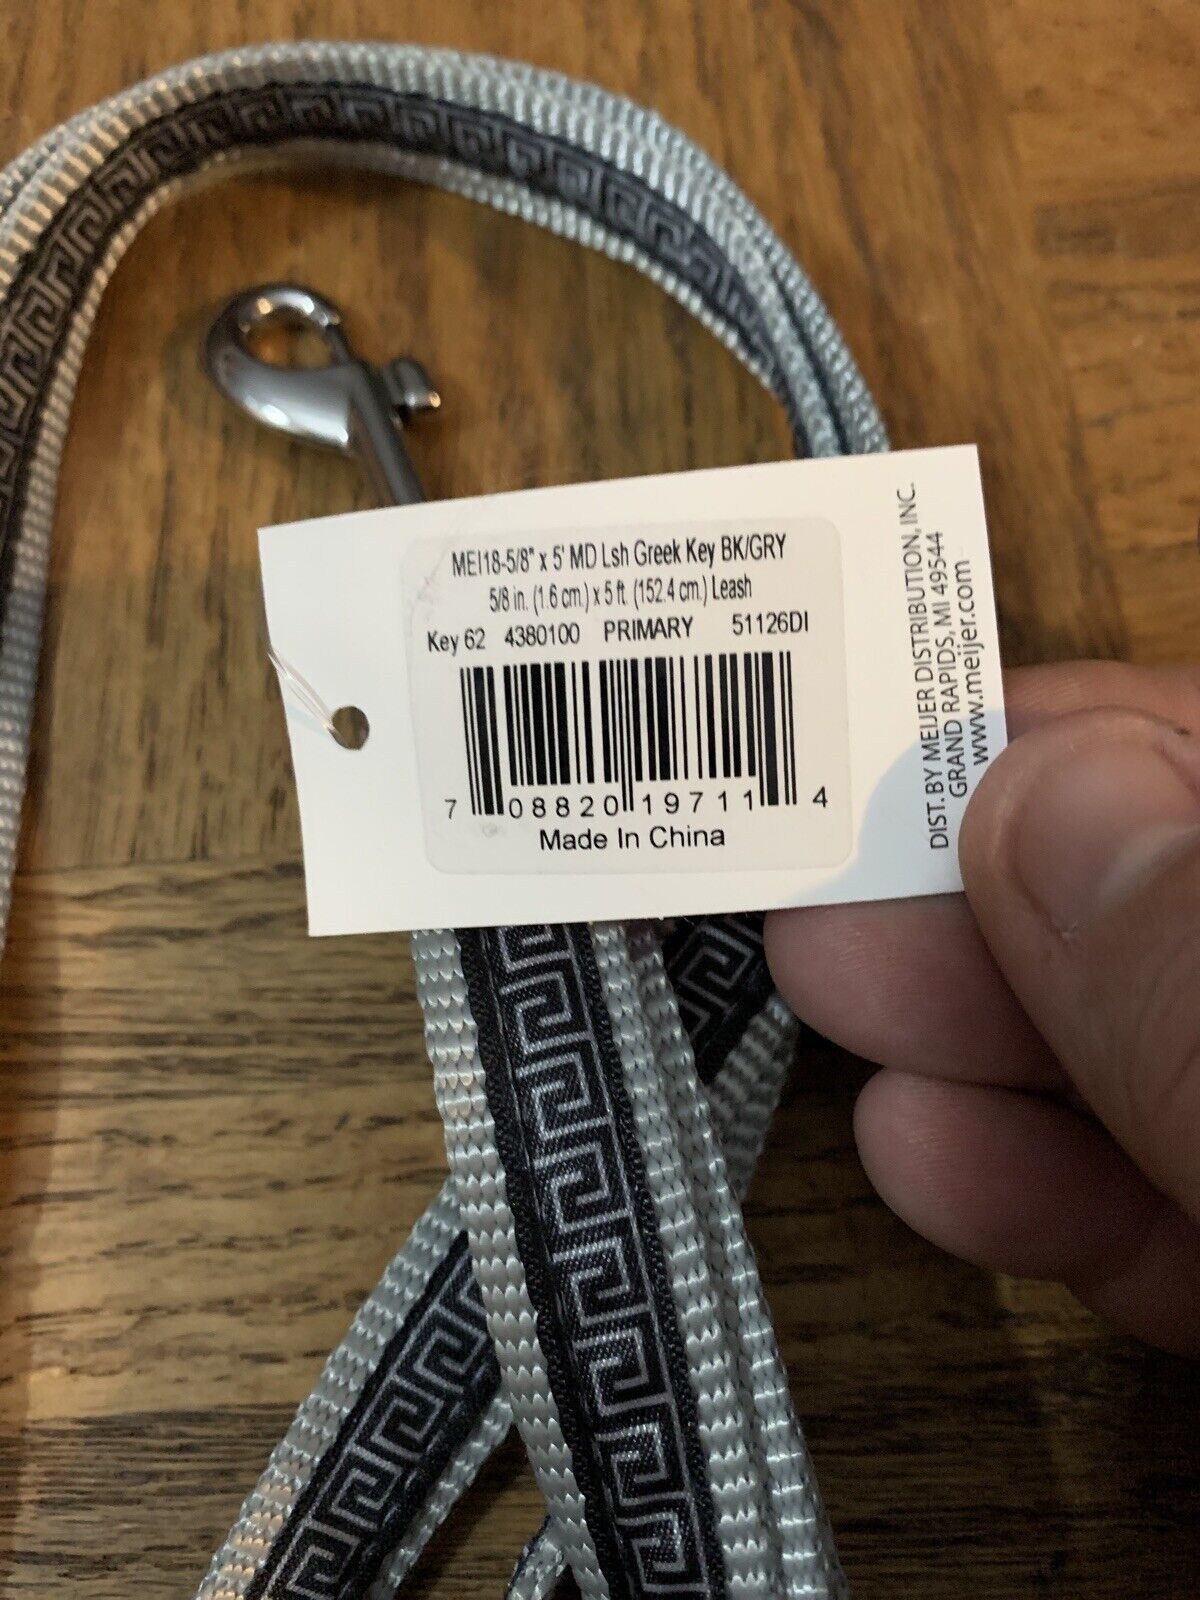 MEI18-5/8" x 5' MD Lsh Greek Key BK/GRY
5/8 in. (1.6 cm.) x 5 ft. (152.4 cm.) Leash
Key 62 4380100 PRIMARY 51126DI
7 08820 19711 4
Made In China
DIST. BY MEIJER DISTRIBUTION, INC.
GRAND RAPIDS, MI 49544
www.meijer.com